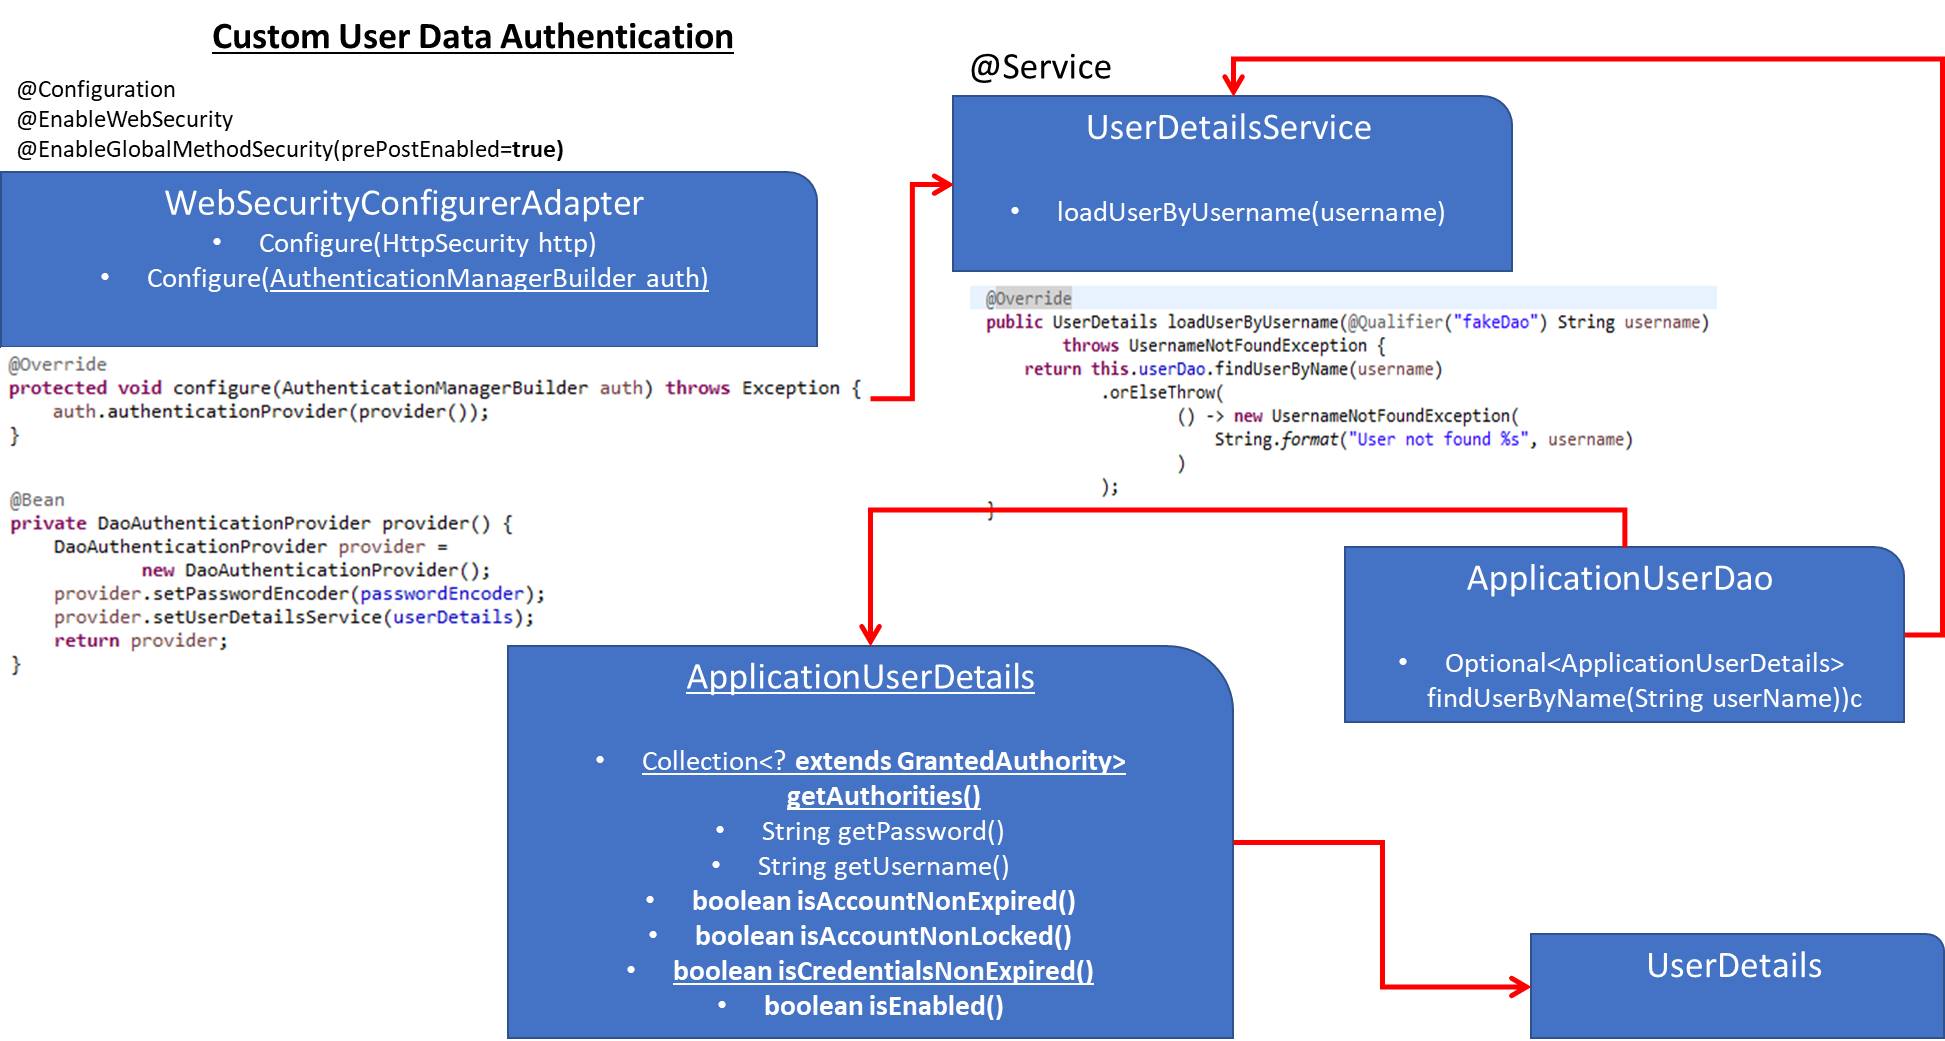 Custom User Data Authentication
@Configuration
@EnableWebSecurity
@EnableGlobalMethodSecurity(prePostEnabled=true)
WebSecurityConfigurerAdapter
• Configure(HttpSecurity http)
• Configure(AuthenticationManagerBuilder auth)
@Override
protected void configure(AuthenticationManagerBuilder auth) throws Exception {
auth.authenticationProvider(provider());
}
@Bean
private DaoAuthenticationProvider provider() {
DaoAuthenticationProvider provider =
new DaoAuthenticationProvider();
provider.setPasswordEncoder(passwordEncoder);
provider.setUserDetailsService(userDetails);
return provider;
}
@Service
UserDetailsService
• loadUserByUsername(username)
@Override
public UserDetails loadUserByUsername(@Qualifier("fakeDao") String username)
throws UsernameNotFoundException {
return this.userDao.findUserByName(username)
.orElseThrow(
() -> new UsernameNotFoundException(
String.format("User not found %s", username)
)
);
}
ApplicationUserDao
• Optional<ApplicationUserDetails>
findUserByName(String userName))c
ApplicationUserDetails
• Collection<? extends GrantedAuthority>
getAuthorities()
• String getPassword()
• String getUsername()
• boolean isAccountNonExpired()
• boolean isAccountNonLocked()
• boolean isCredentialsNonExpired()
• boolean isEnabled()
UserDetails